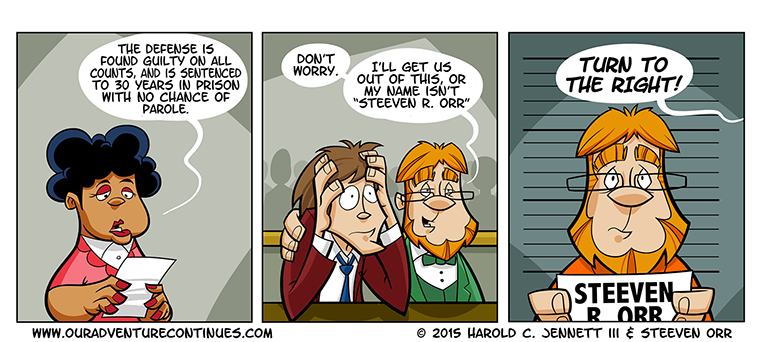 THE DEFENSE IS
FOUND GUILTY ON ALL
COUNTS, AND IS SENTENCED
TO 30 YEARS IN PRISON
WITH NO CHANCE OF
PAROLE.
DON'T
WORRY.
I'LL GET US
OUT OF THIS, OR
MY NAME ISN'T
"STEEVEN R. ORR"
TURN TO
THE RIGHT!
STEEVEN
R. ORR
WWW.OURADVENTURECONTINUES.COM
© 2015 HAROLD C. JENNETT III & STEEVEN ORR